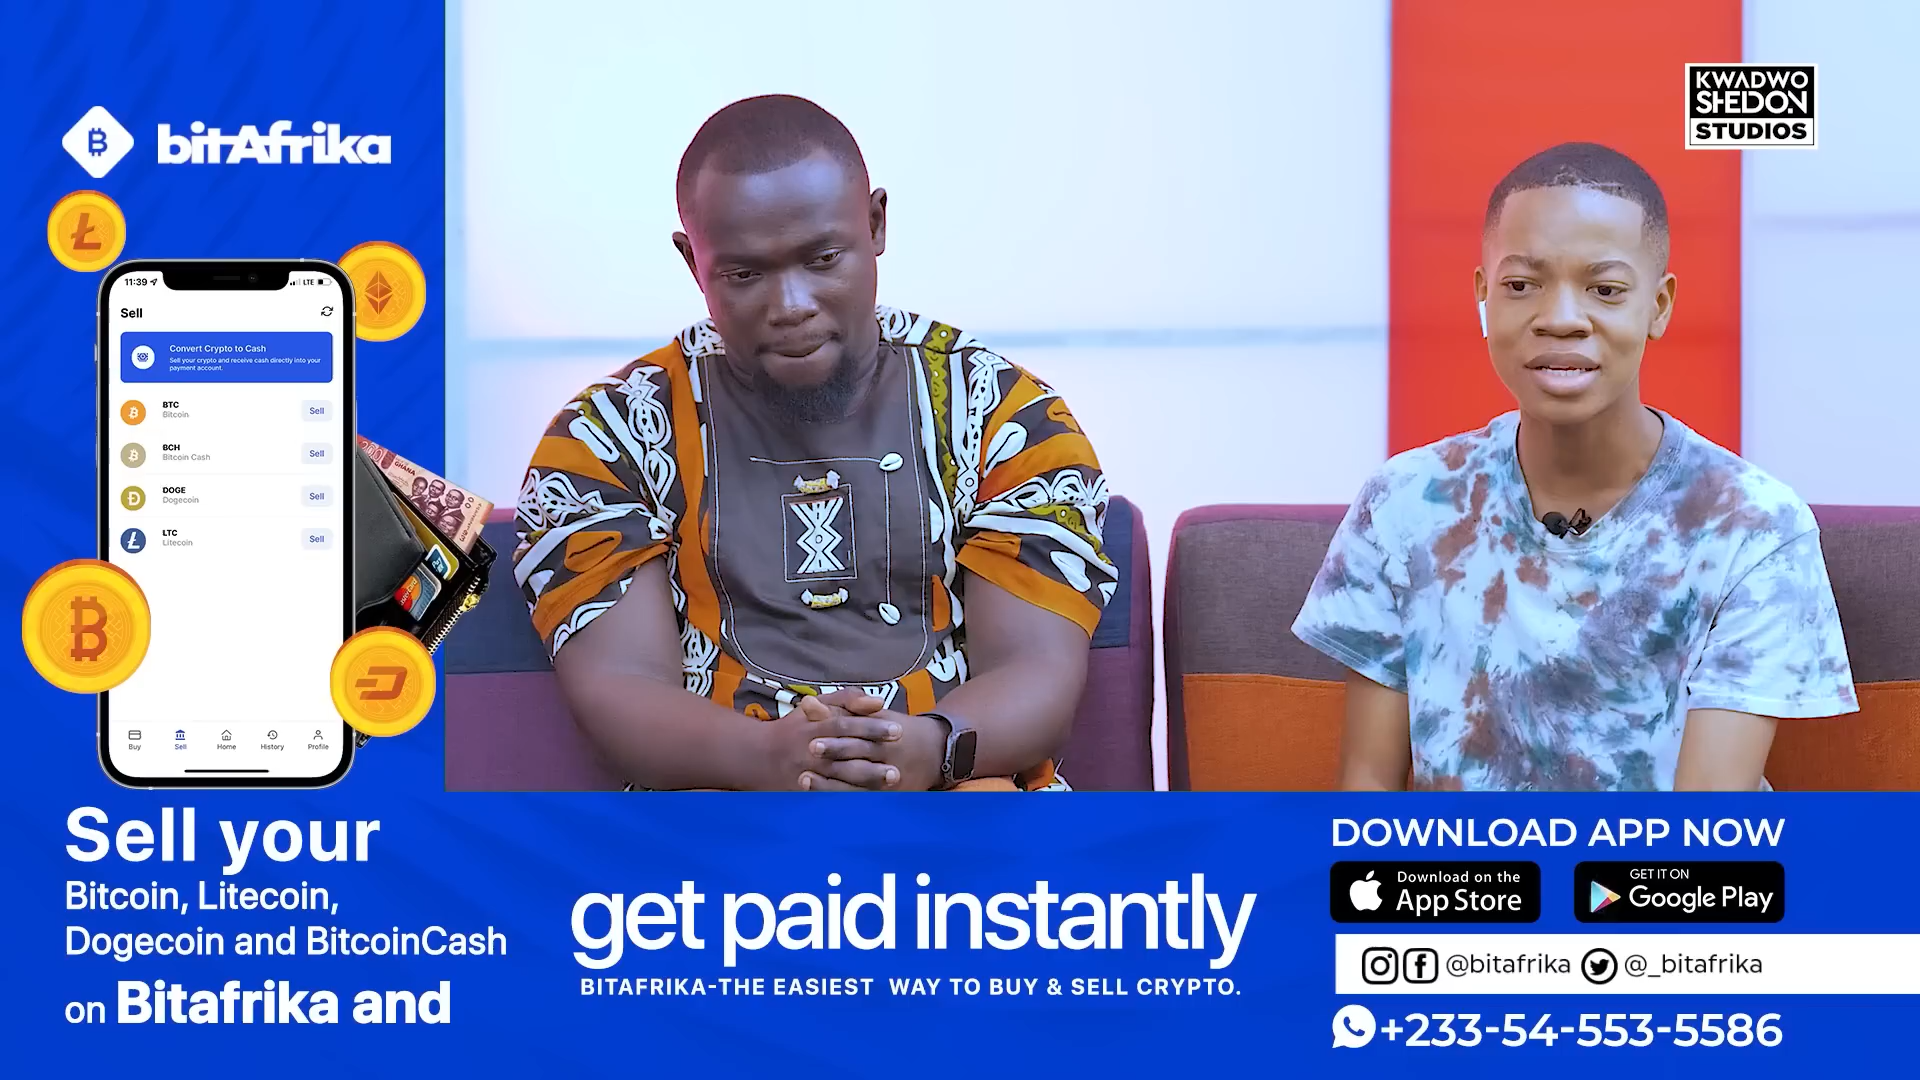 bitAfrika
KWADWO
SHEDON
STUDIOS
11:39
LTE
Sell
Convert Crypto to Cash
Sell your crypto and receive cash directly into your
payment account.
BTC
Bitcoin
Sell
BCH
Bitcoin Cash
Sell
DOGE
Dogecoin
Sell
LTC
Litecoin
Sell
GHANA
Buy
Sell
Home
History
Profile
Sell your
Bitcoin, Litecoin,
Dogecoin and BitcoinCash
on Bitafrika and
get paid instantly
BITAFRIKA-THE EASIEST WAY TO BUY & SELL CRYPTO.
DOWNLOAD APP NOW
Download on the
App Store
GET IT ON
Google Play
@bitafrika @_bitafrika
+233-54-553-5586